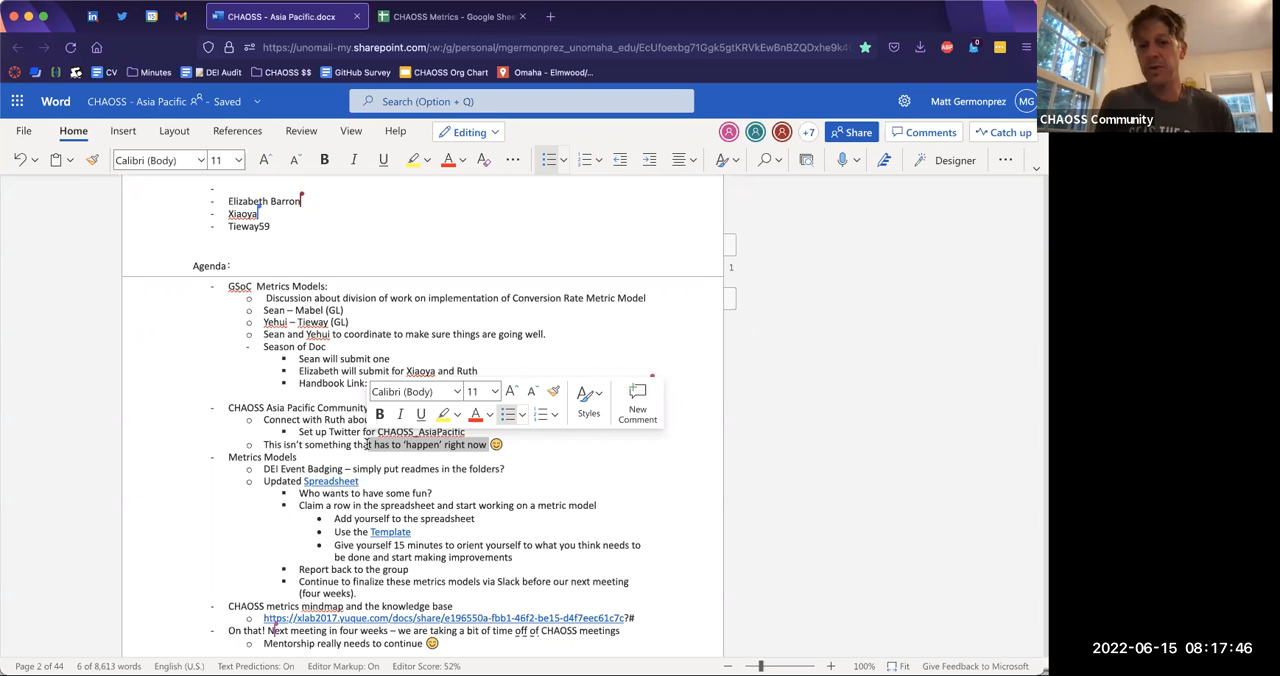 CHAOSS - Asia Pacific.docx
CHAOSS Metrics - Google Shee
https://unomail-my.sharepoint.com/:w:/g/personal/mgermonprez_unomaha_edu/
CV Minutes DEI Audit CHAOSS $$ GitHub Survey CHAOSS Org Chart Omaha - Elmwood/...
Word CHAOSS - Asia Pacific - Saved Search (Option + Q) Matt Germonprez MG
CHAOSS Community
File Home Insert Layout References Review View Help Editing +7 Share Comments Catch up
Calibri (Body) 11 Designer
-
- Elizabeth Barron
- Xiaoya
- Tieway59
Agenda:
1
- GSoC Metrics Models:
o Discussion about division of work on implementation of Conversion Rate Metric Model
o Sean – Mabel (GL)
o Yehui – Tieway (GL)
o Sean and Yehui to coordinate to make sure things are going well.
- Season of Doc
▪ Sean will submit one
▪ Elizabeth will submit for Xiaoya and Ruth
▪ Handbook Link:
Calibri (Body) 11
Styles
New Comment
- CHAOSS Asia Pacific Community
o Connect with Ruth abou
▪ Set up Twitter for CHAOSS_AsiaPacific
o This isn't something that has to 'happen' right now 😊
- Metrics Models
o DEI Event Badging – simply put readmes in the folders?
o Updated Spreadsheet
▪ Who wants to have some fun?
▪ Claim a row in the spreadsheet and start working on a metric model
• Add yourself to the spreadsheet
• Use the Template
• Give yourself 15 minutes to orient yourself to what you think needs to
be done and start making improvements
▪ Report back to the group
▪ Continue to finalize these metrics models via Slack before our next meeting
(four weeks).
- CHAOSS metrics mindmap and the knowledge base
o https://xlab2017.yuque.com/docs/share/e196550a-fbb1-46f2-be15-d4f7eec61c7c?#
- On that! Next meeting in four weeks – we are taking a bit of time off of CHAOSS meetings
o Mentorship really needs to continue 😊
2022-06-15 08:17:46
Page 2 of 44 6 of 8,613 words English (U.S.) Text Predictions: On Editor Markup: On Editor Score: 52% 100% Fit Give Feedback to Microsoft